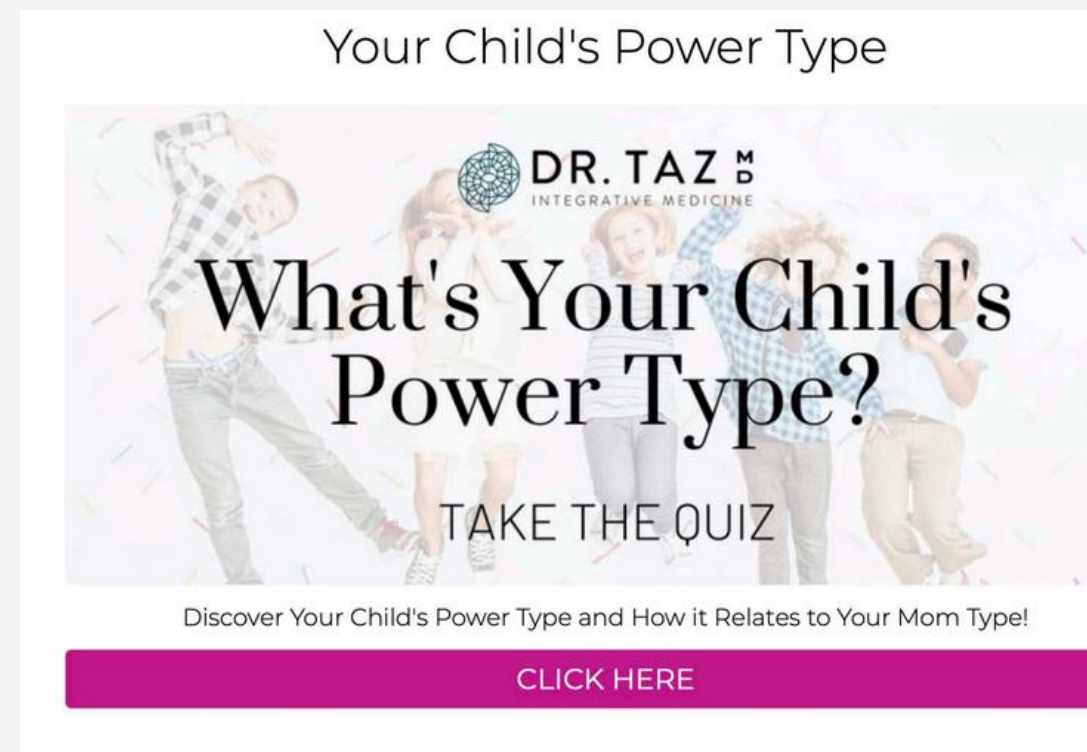 Your Child's Power Type
DR. TAZ MD
INTEGRATIVE MEDICINE
What's Your Child's
Power Type?
TAKE THE QUIZ
Discover Your Child's Power Type and How it Relates to Your Mom Type!
CLICK HERE